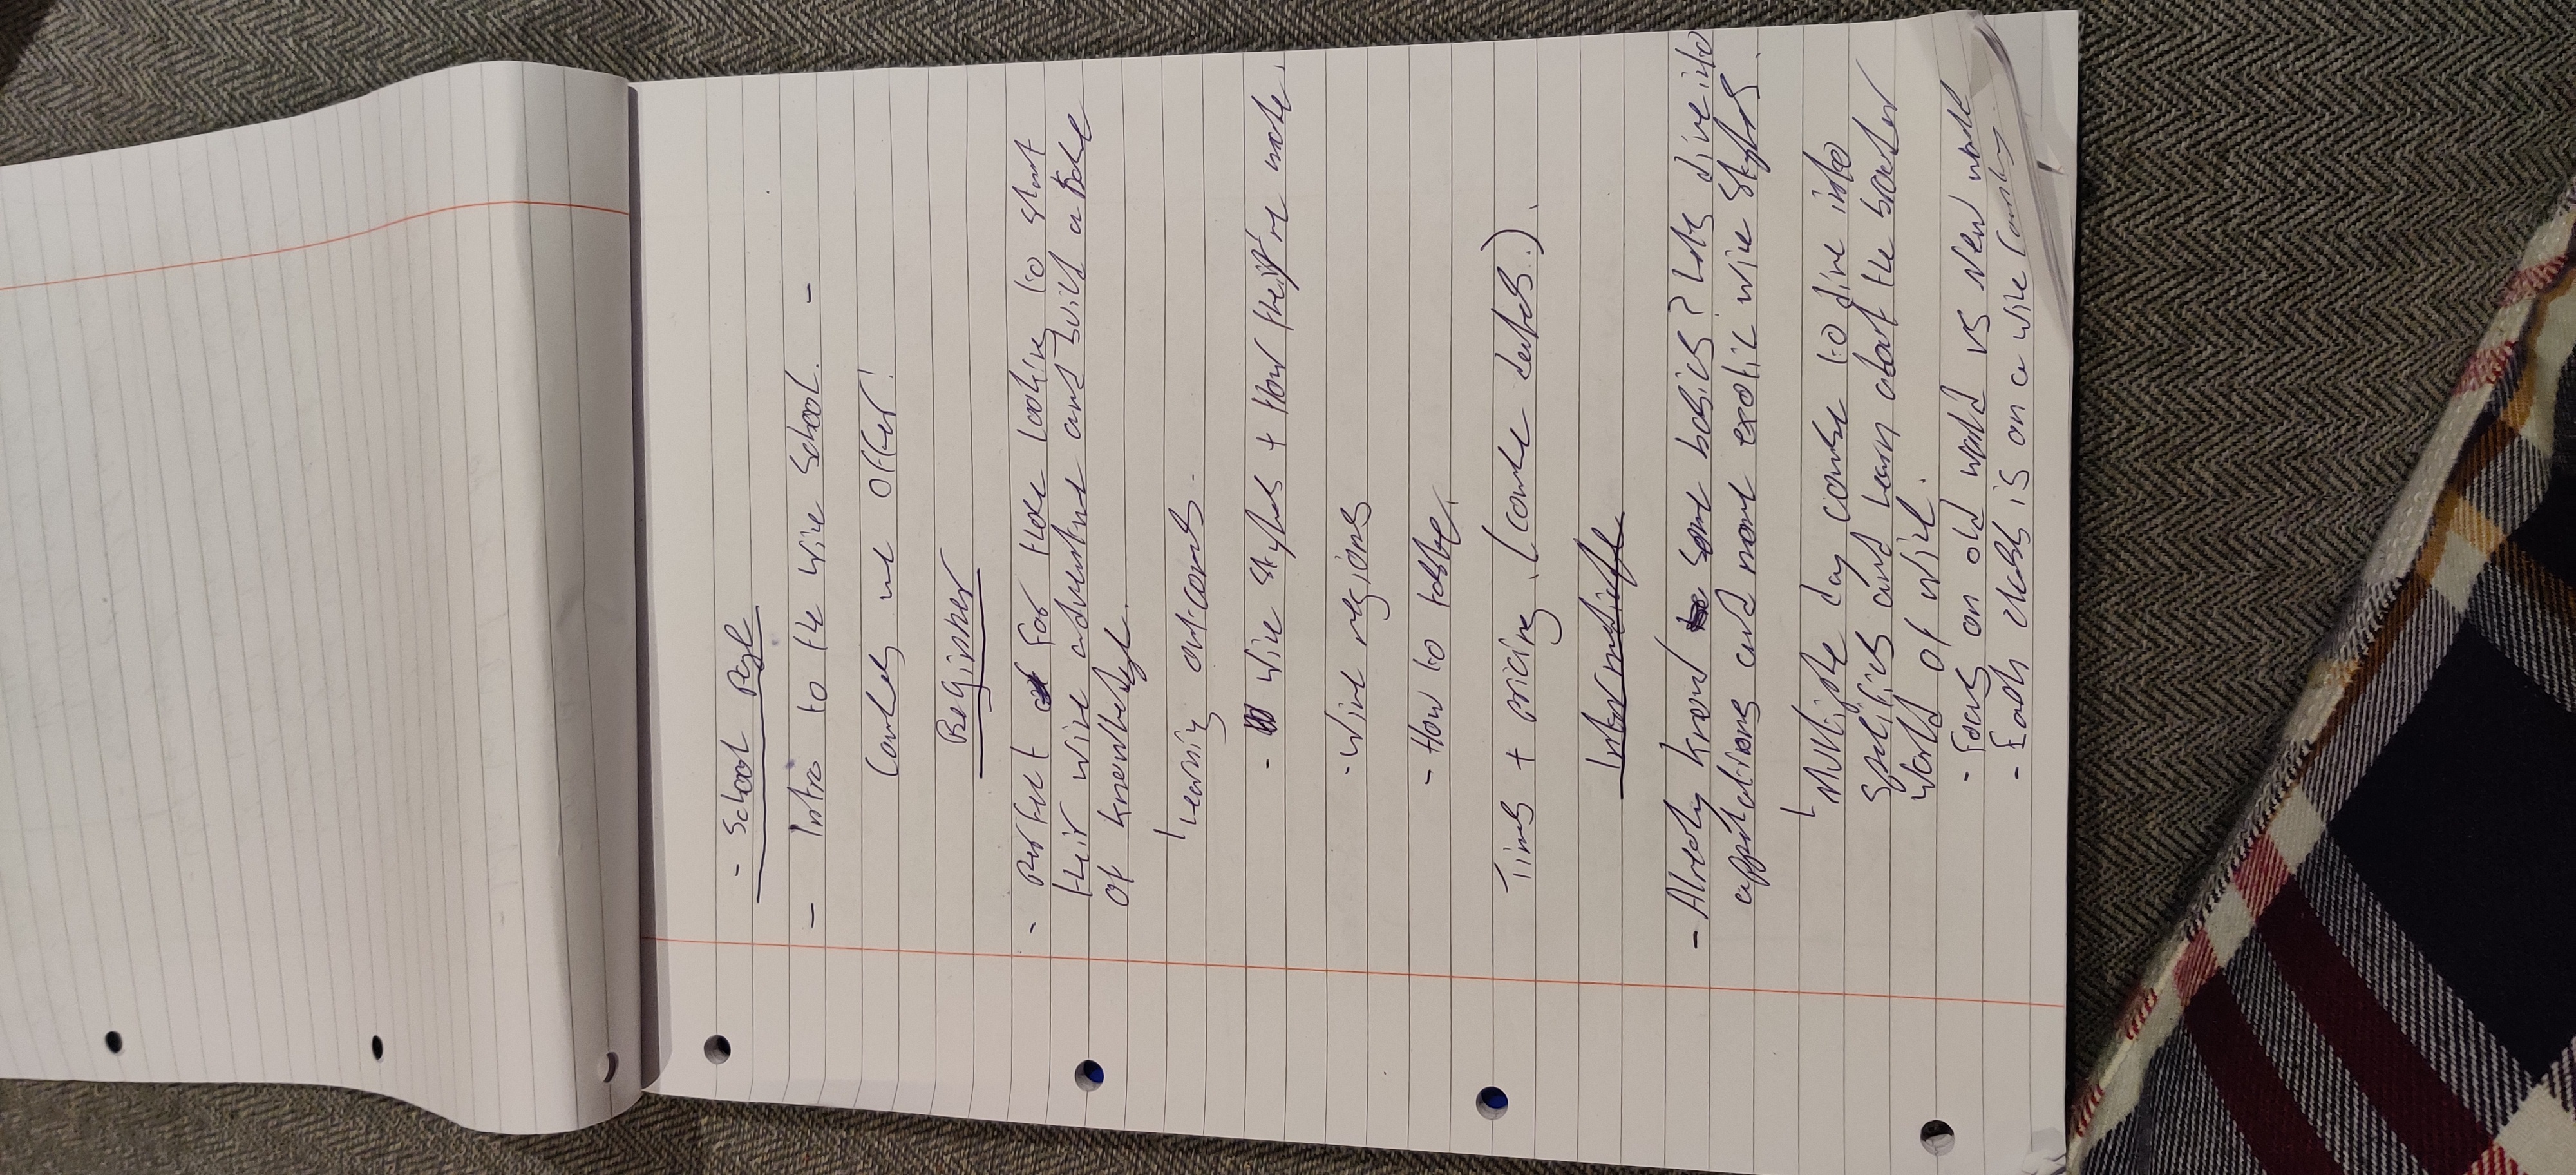 - School page
- Intro to the Wine School. -
Courses we Offer!
Beginner
- Perfect for those looking to start
their wine adventure and build a base
of knowledge.
Learning outcomes.
- Wine styles + How they're made.
- Wine regions
- How to taste.
Times + pricing. (course details.).
Intermediate
- Already know some basics? Lets dive into
appelations and more exotic wine styles.
Multiple day course to dive into
specifics and learn about the broader
world of wine.
- Focus on old world vs New world
- Each class is on a wine Country.